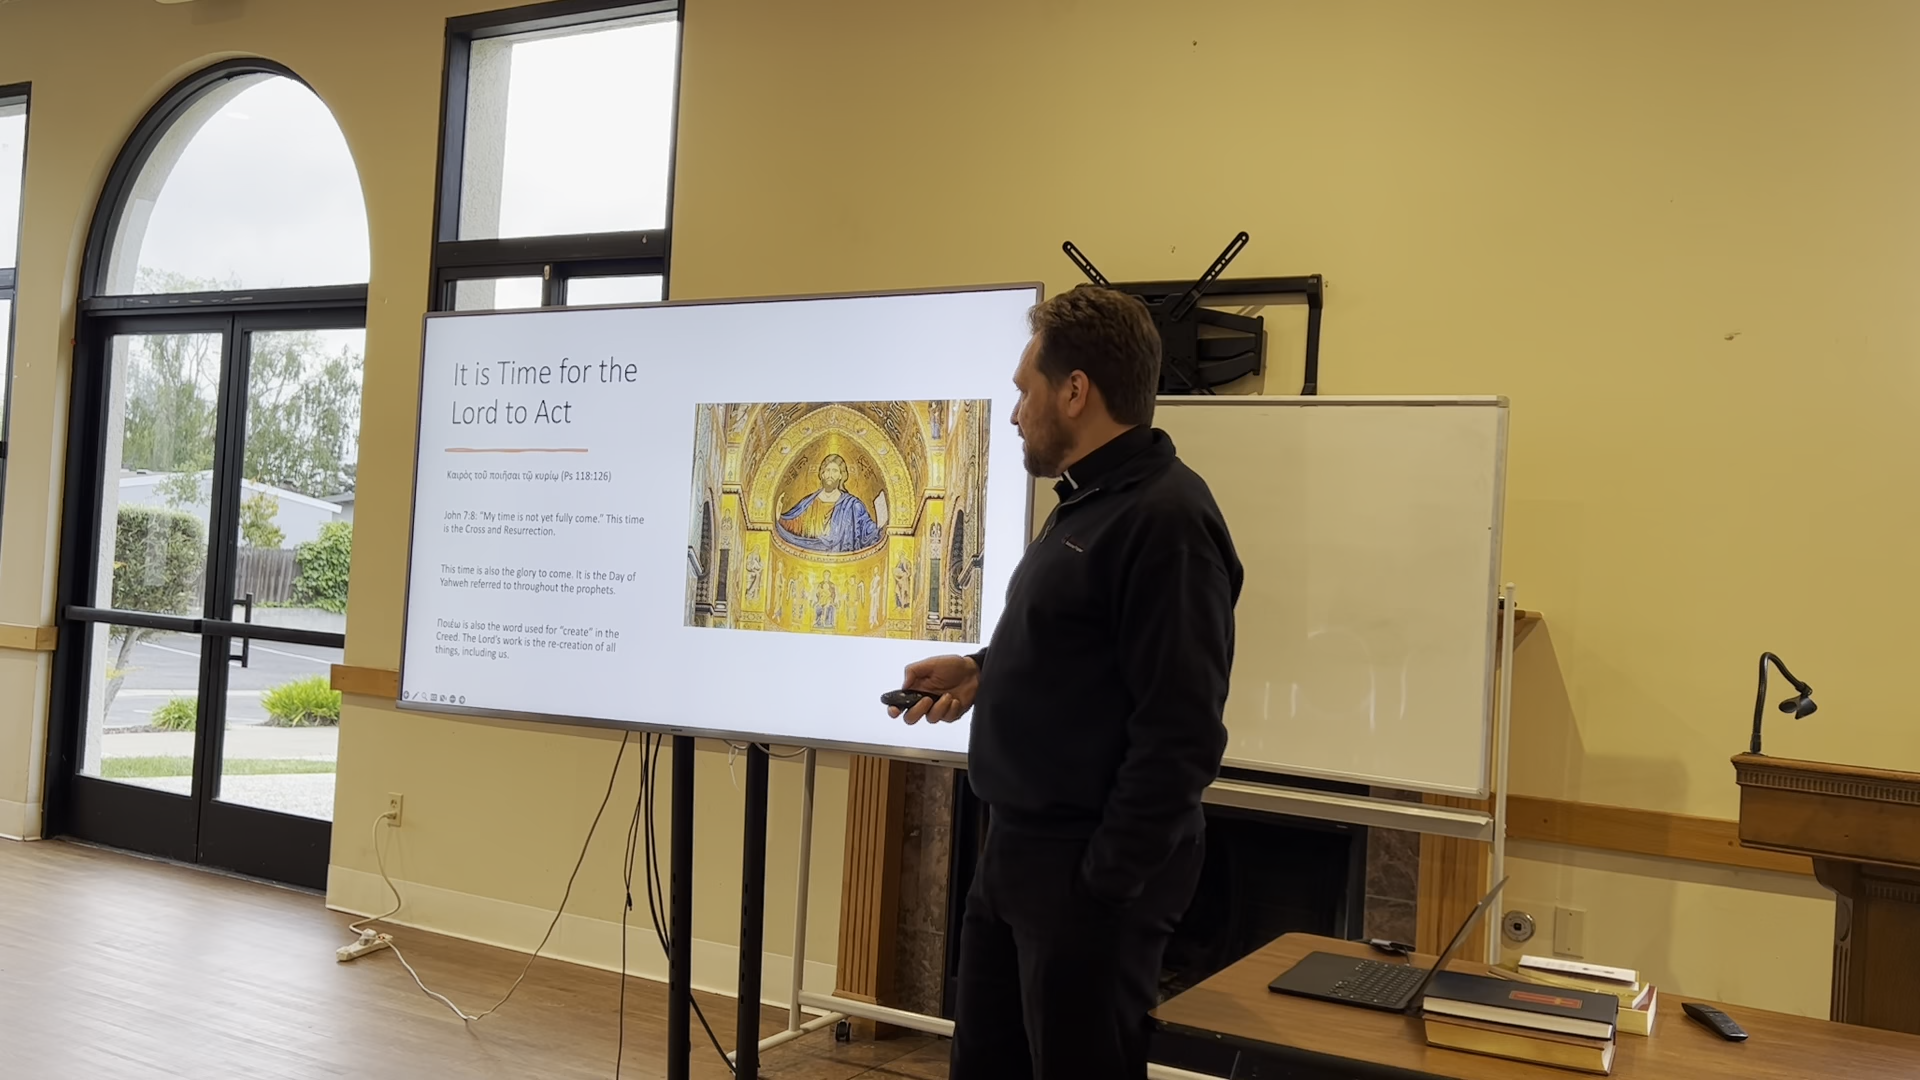 It is Time for the
Lord to Act
Καιρὸς τοῦ ποιῆσαι τῷ κυρίῳ (Ps 118:126)
John 7:8: "My time is not yet fully come." This time
is the Cross and Resurrection.
This time is also the glory to come. It is the Day of
Yahweh referred to throughout the prophets.
Ποιέω is also the word used for "create" in the
Creed. The Lord's work is the re-creation of all
things, including us.